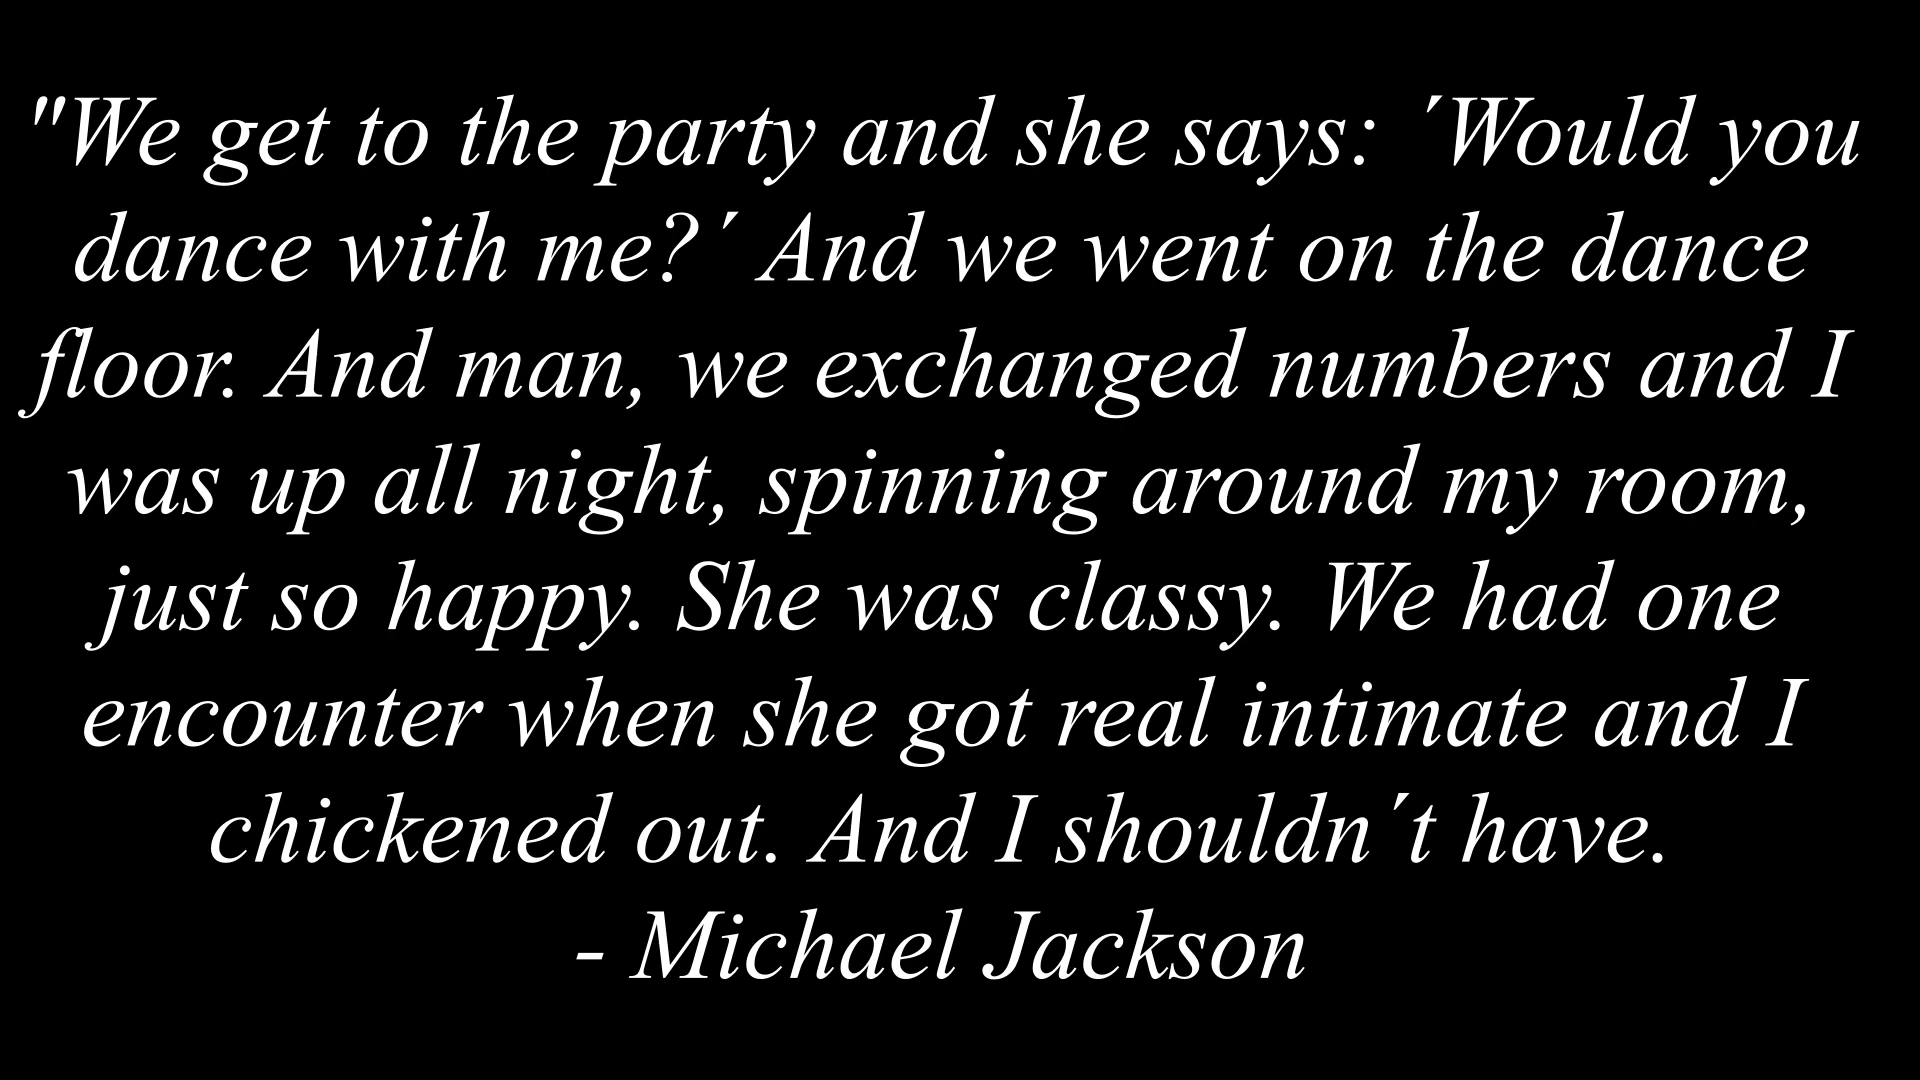 "We get to the party and she says: ´Would you
dance with me?´ And we went on the dance
floor. And man, we exchanged numbers and I
was up all night, spinning around my room,
just so happy. She was classy. We had one
encounter when she got real intimate and I
chickened out. And I shouldn´t have.
- Michael Jackson